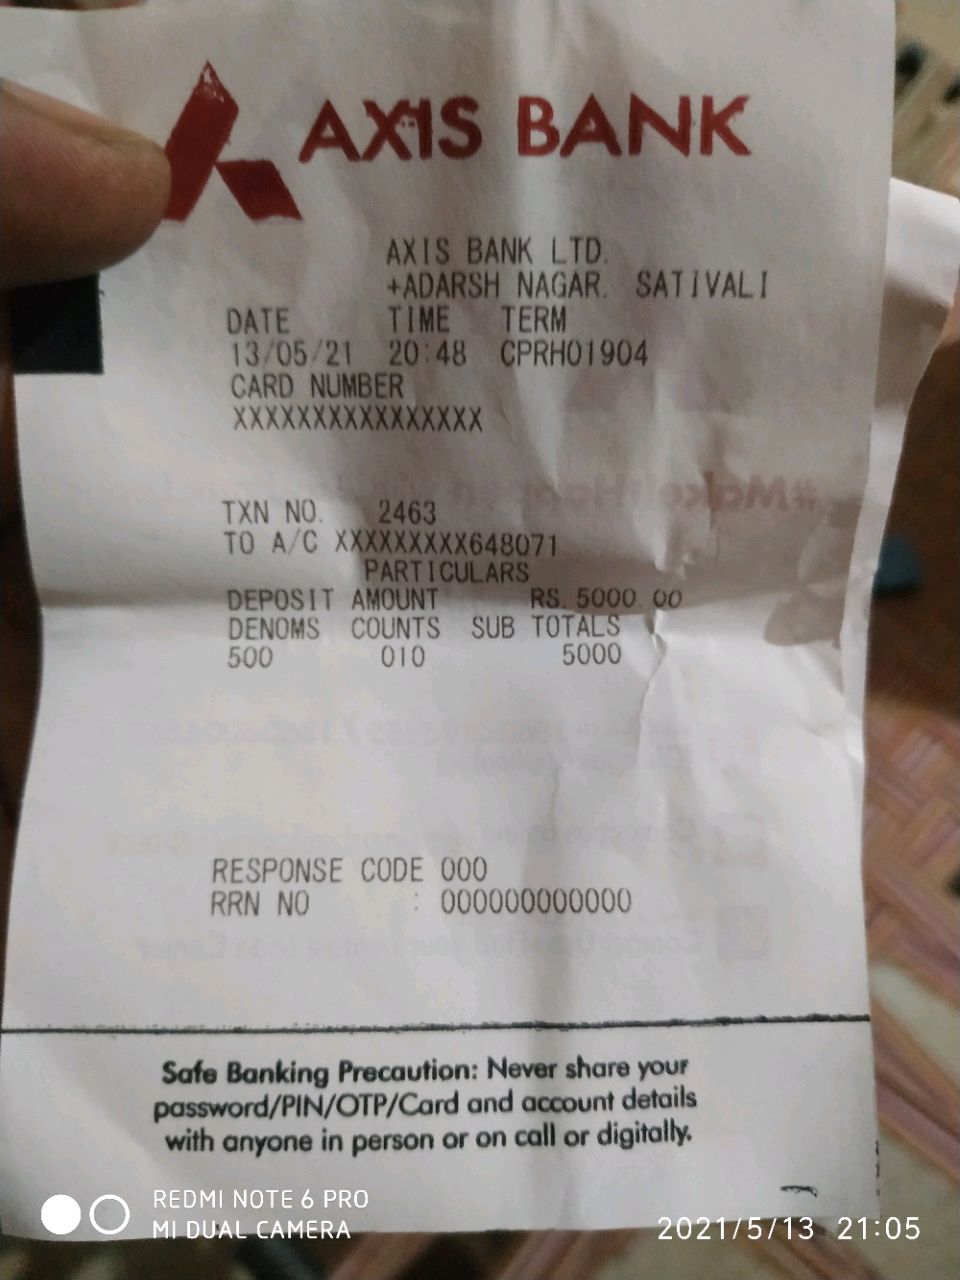 AXIS BANK
AXIS BANK LTD.
+ADARSH NAGAR. SATIVALI
DATE TIME TERM
13/05/21 20:48 CPRH01904
CARD NUMBER
XXXXXXXXXXXXXXXX
TXN NO. 2463
TO A/C XXXXXXXXX648071
PARTICULARS
DEPOSIT AMOUNT RS. 5000.00
DENOMS COUNTS SUB TOTALS
500 010 5000
RESPONSE CODE 000
RRN NO : 000000000000
Safe Banking Precaution: Never share your
password/PIN/OTP/Card and account details
with anyone in person or on call or digitally.
REDMI NOTE 6 PRO
MI DUAL CAMERA
2021/5/13 21:05